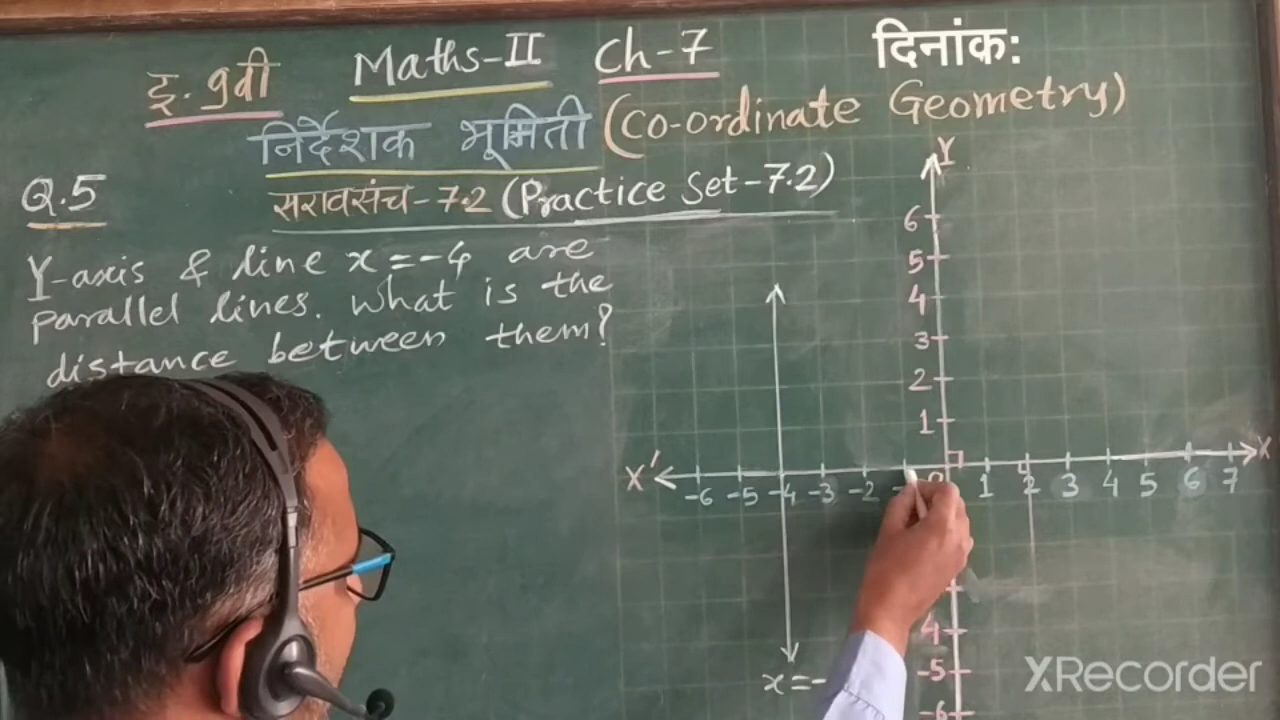 दिनांक:
इ. 9वी Maths-II Ch-7
निर्देशक भूमिती (Co-ordinate Geometry)
Q.5 सरावसंच-7.2 (Practice Set-7.2)
Y-axis & line x=-4 are
parallel lines. What is the
distance between them?
Y
6
5
4
3
2
1
X' X
-6 -5 -4 -3 -2 1 2 3 4 5 6 7
4
-5
-6
x=-
XRecorder